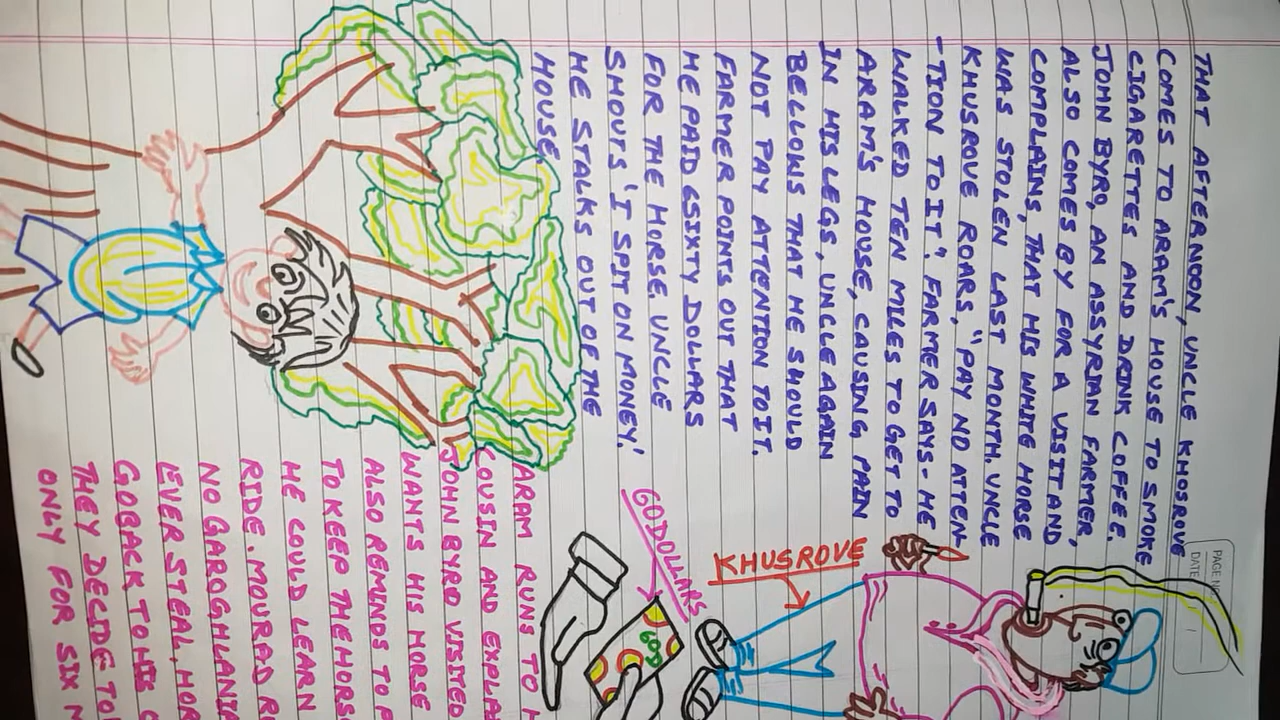 PAGE N
DATE
THAT AFTERNOON, UNCLE KHOSROVE
COMES TO ARAM'S HOUSE TO SMOKE
CIGARETTES AND DRINK COFFEE.
JOHN BYRO, AN ASSYRIAN FARMER,
ALSO COMES BY FOR A VISIT AND
COMPLAINS, THAT HIS WHITE HORSE
WAS STOLEN LAST MONTH. UNCLE
KHUSROVE ROARS, "PAY NO ATTEN
-TION TO IT". FARMER SAYS- HE
WALKED TEN MILES TO GET TO
ARAM'S HOUSE, CAUSING PAIN
IN HIS LEGS, UNCLE AGAIN
BELLOWS THAT HE SHOULD
NOT PAY ATTENTION TO IT.
FARMER POINTS OUT THAT
HE PAID SIXTY DOLLARS
FOR THE HORSE. UNCLE
SHOUTS 'I SPIT ON MONEY.'
HE STALKS OUT OF THE
HOUSE
KHUSROVE
60 DOLLARS
60D
ARAM RUNS TO H
COUSIN AND EXPLA
JOHN BYRO VISITED
WANTS HIS HORSE
ALSO REMINDS TO P
TO KEEP THE HORS
HE COULD LEARN
RIDE. MOURAD R
NO GAROGHLANIA
EVER STEAL. HOR
GO BACK TO HIS
THEY DECIDE TO
ONLY FOR SIX M